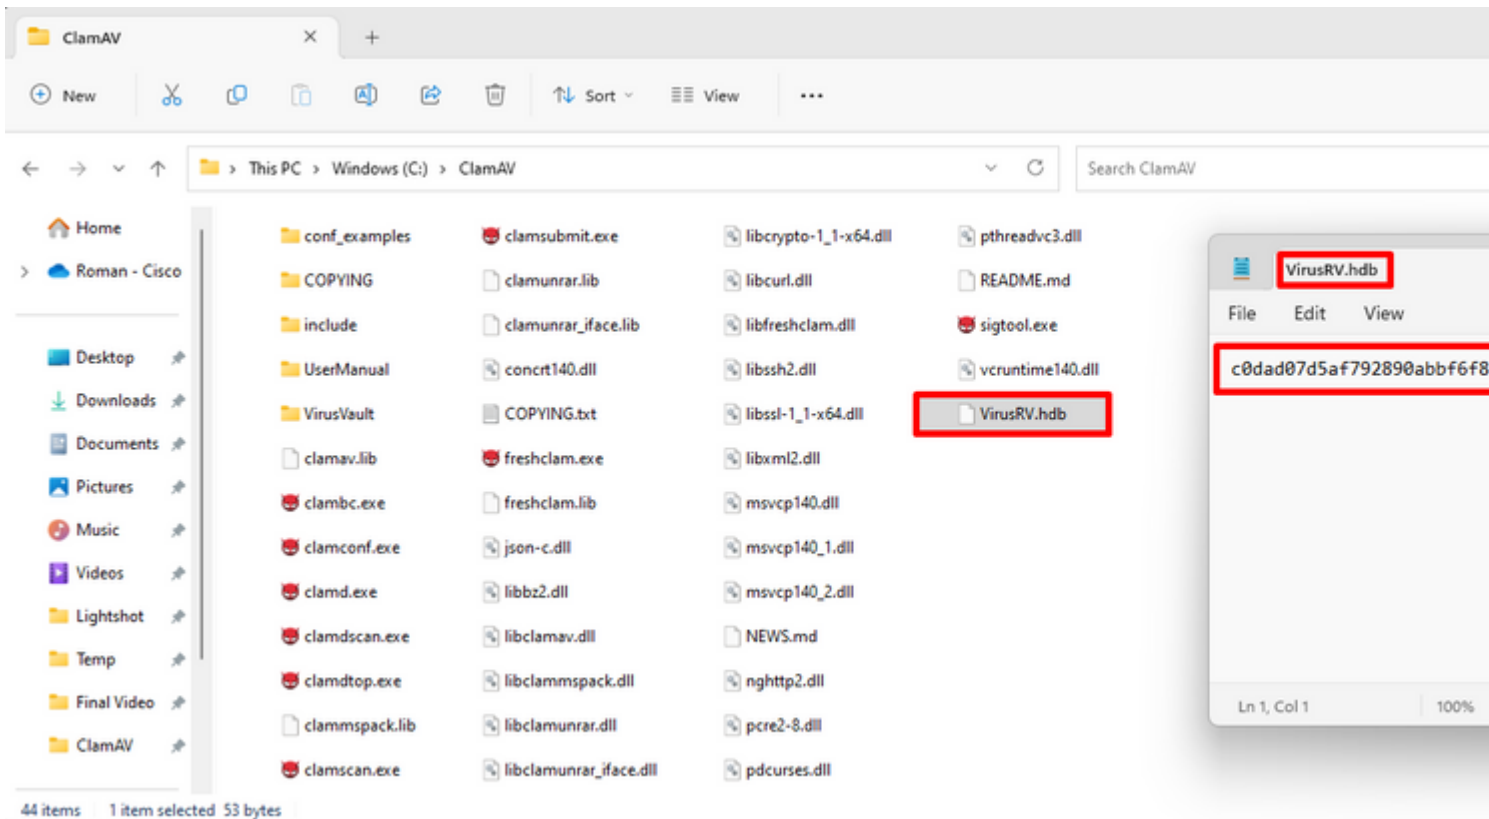 ClamAV
New
Sort
View
This PC > Windows (C:) > ClamAV
Search ClamAV
Home
Roman - Cisco
Desktop
Downloads
Documents
Pictures
Music
Videos
Lightshot
Temp
Final Video
ClamAV
conf_examples
COPYING
include
UserManual
VirusVault
clamav.lib
clambc.exe
clamconf.exe
clamd.exe
clamdscan.exe
clamdtop.exe
clammspack.lib
clamscan.exe
clamsubmit.exe
clamunrar.lib
clamunrar_iface.lib
concrt140.dll
COPYING.txt
freshclam.exe
freshclam.lib
json-c.dll
libbz2.dll
libclamav.dll
libclammspack.dll
libclamunrar.dll
libclamunrar_iface.dll
libcrypto-1_1-x64.dll
libcurl.dll
libfreshclam.dll
libssh2.dll
libssl-1_1-x64.dll
libxml2.dll
msvcp140.dll
msvcp140_1.dll
msvcp140_2.dll
NEWS.md
nghttp2.dll
pcre2-8.dll
pdcurses.dll
pthreadvc3.dll
README.md
sigtool.exe
vcruntime140.dll
VirusRV.hdb
VirusRV.hdb
File Edit View
c0dad07d5af792890abbf6f8
Ln 1, Col 1 100%
44 items 1 item selected 53 bytes